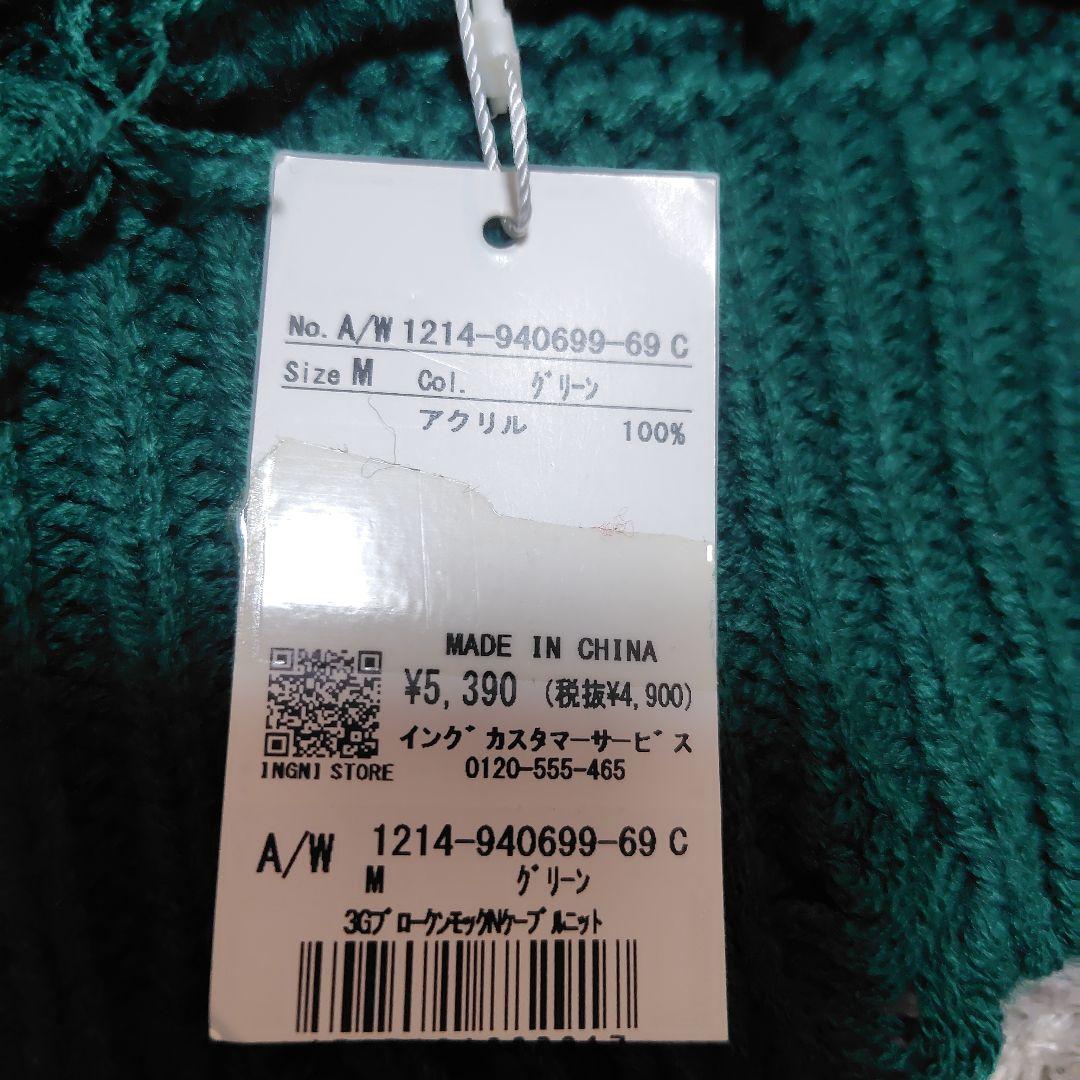 No. A/W 1214-940699-69 C
Size M Col. グリーン
アクリル 100%
MADE IN CHINA
¥5,390 (税抜¥4,900)
イング カスタマーサービス
0120-555-465
INGNI STORE
A/W 1214-940699-69 C
M グリーン
3GブロークンモックNケーブルニット